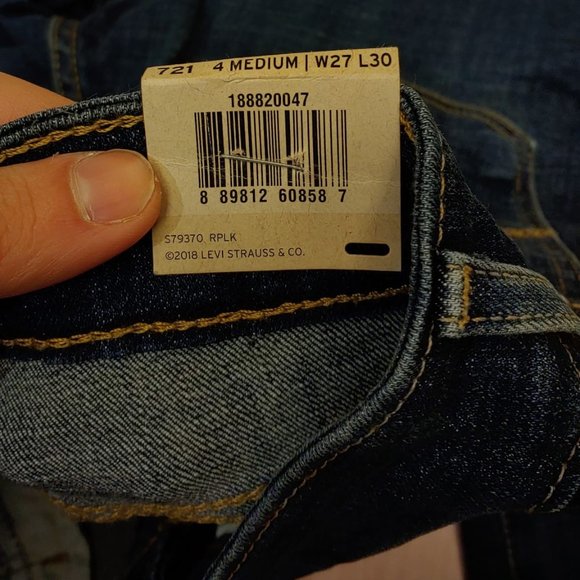 721 4 MEDIUM | W27 L30
188820047
8 89812 60858 7
S79370 RPLK
©2018 LEVI STRAUSS & CO.